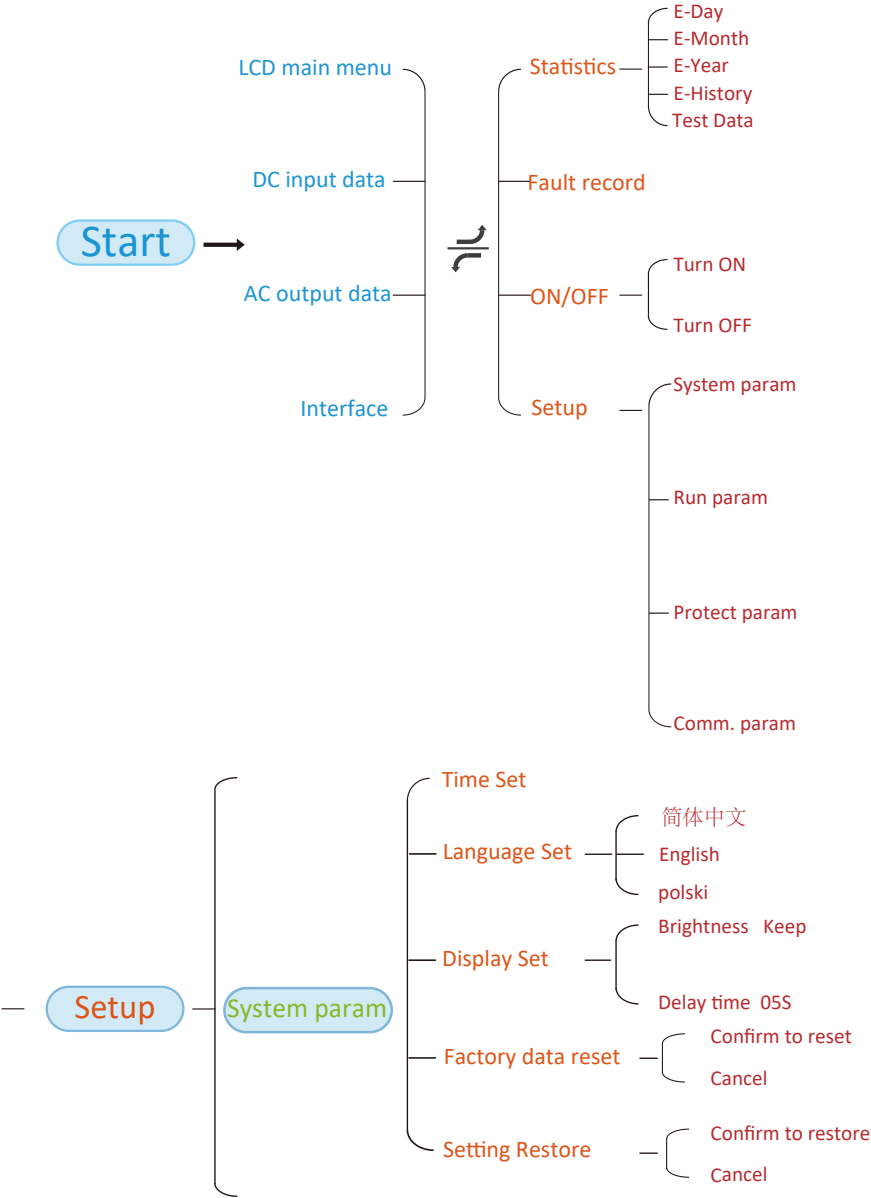 Start
LCD main menu
DC input data
AC output data
Interface
Statistics
E-Day
E-Month
E-Year
E-History
Test Data
Fault record
ON/OFF
Turn ON
Turn OFF
Setup
System param
Run param
Protect param
Comm. param
Setup
System param
Time Set
Language Set
简体中文
English
polski
Display Set
Brightness Keep
Delay time 05S
Factory data reset
Confirm to reset
Cancel
Setting Restore
Confirm to restore
Cancel